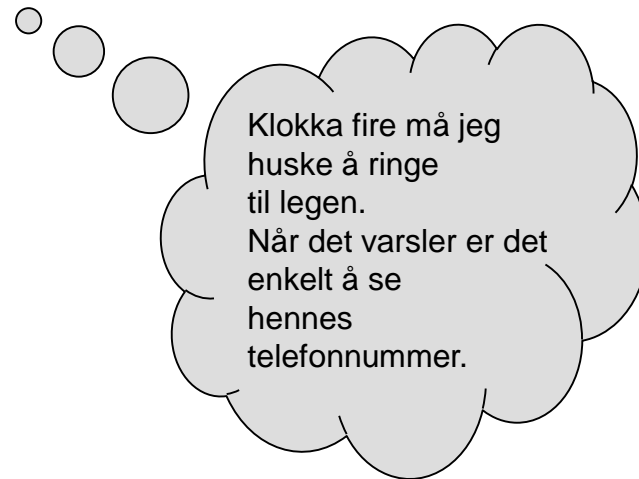 Klokka fire må jeg
huske å ringe
til legen.
Når det varsler er det
enkelt å se
hennes
telefonnummer.